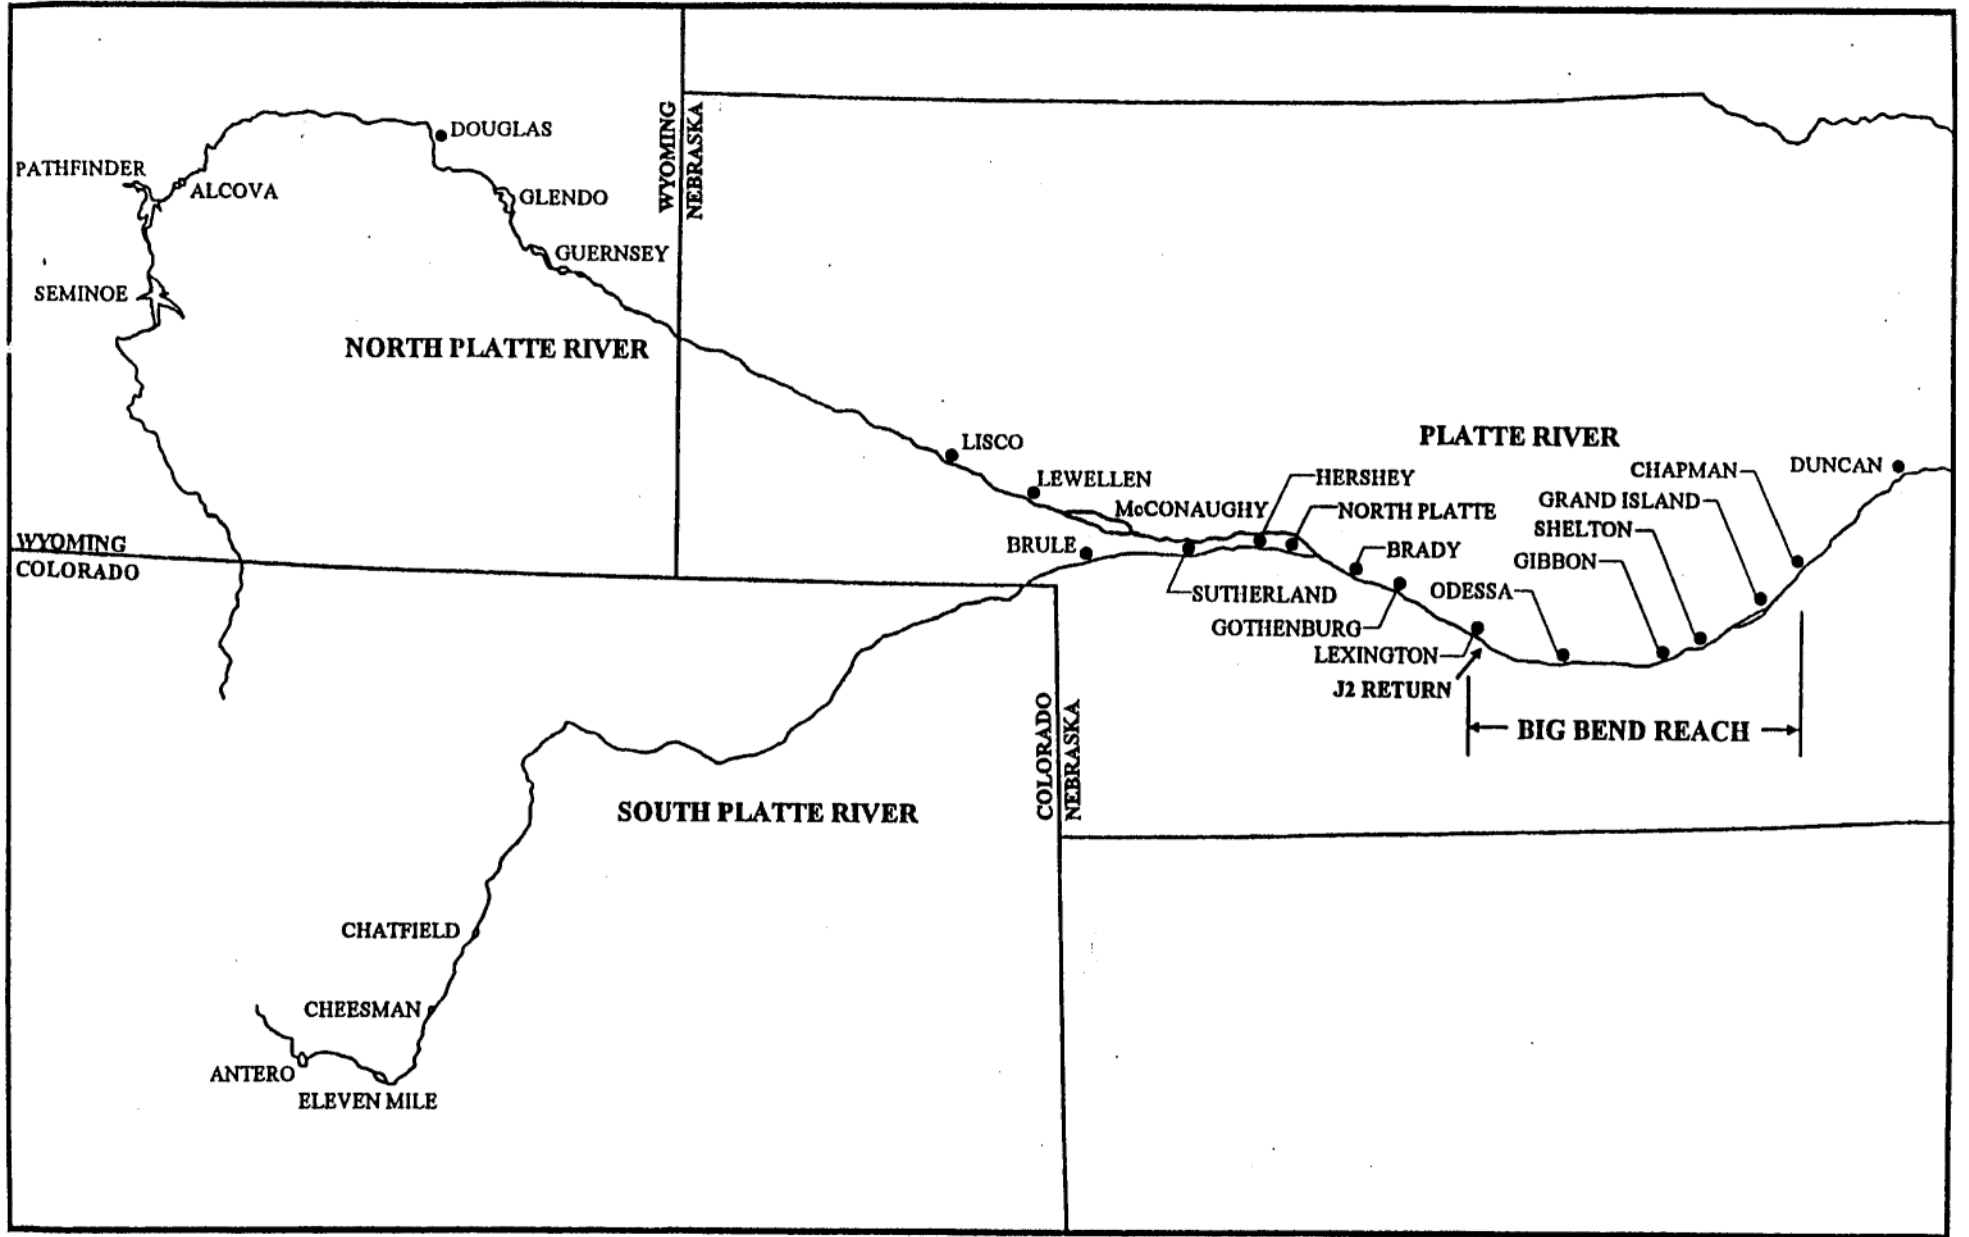 WYOMING
NEBRASKA
DOUGLAS
PATHFINDER
ALCOVA
GLENDO
GUERNSEY
SEMINOE
NORTH PLATTE RIVER
LISCO
PLATTE RIVER
LEWELLEN
McCONAUGHY
HERSHEY
NORTH PLATTE
CHAPMAN
DUNCAN
GRAND ISLAND
SHELTON
GIBBON
WYOMING
COLORADO
BRULE
BRADY
SUTHERLAND
ODESSA
GOTHENBURG
LEXINGTON
J2 RETURN
BIG BEND REACH
COLORADO
NEBRASKA
SOUTH PLATTE RIVER
CHATFIELD
CHEESMAN
ANTERO
ELEVEN MILE